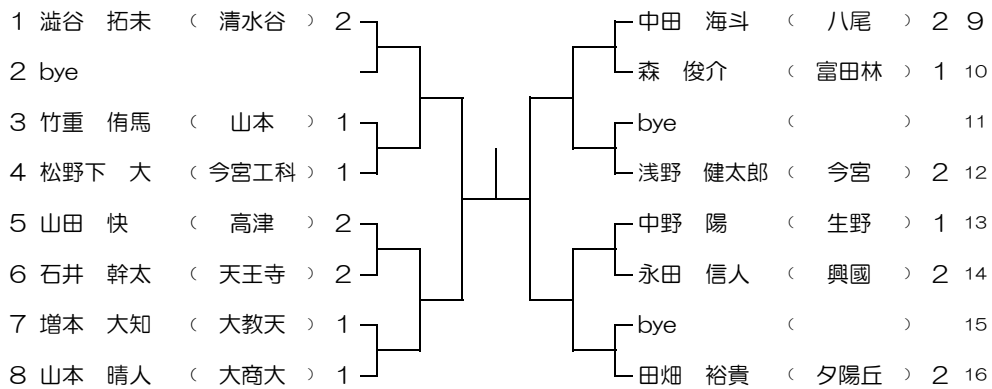 1 澁谷 拓未 （ 清水谷 ） 2
2 bye
3 竹重 侑馬 （ 山本 ） 1
4 松野下 大 （ 今宮工科 ） 1
5 山田 快 （ 高津 ） 2
6 石井 幹太 （ 天王寺 ） 2
7 増本 大知 （ 大教天 ） 1
8 山本 晴人 （ 大商大 ） 1
中田 海斗 （ 八尾 ） 2 9
森 俊介 （ 富田林 ） 1 10
bye （ ） 11
浅野 健太郎 （ 今宮 ） 2 12
中野 陽 （ 生野 ） 1 13
永田 信人 （ 興國 ） 2 14
bye （ ） 15
田畑 裕貴 （ 夕陽丘 ） 2 16